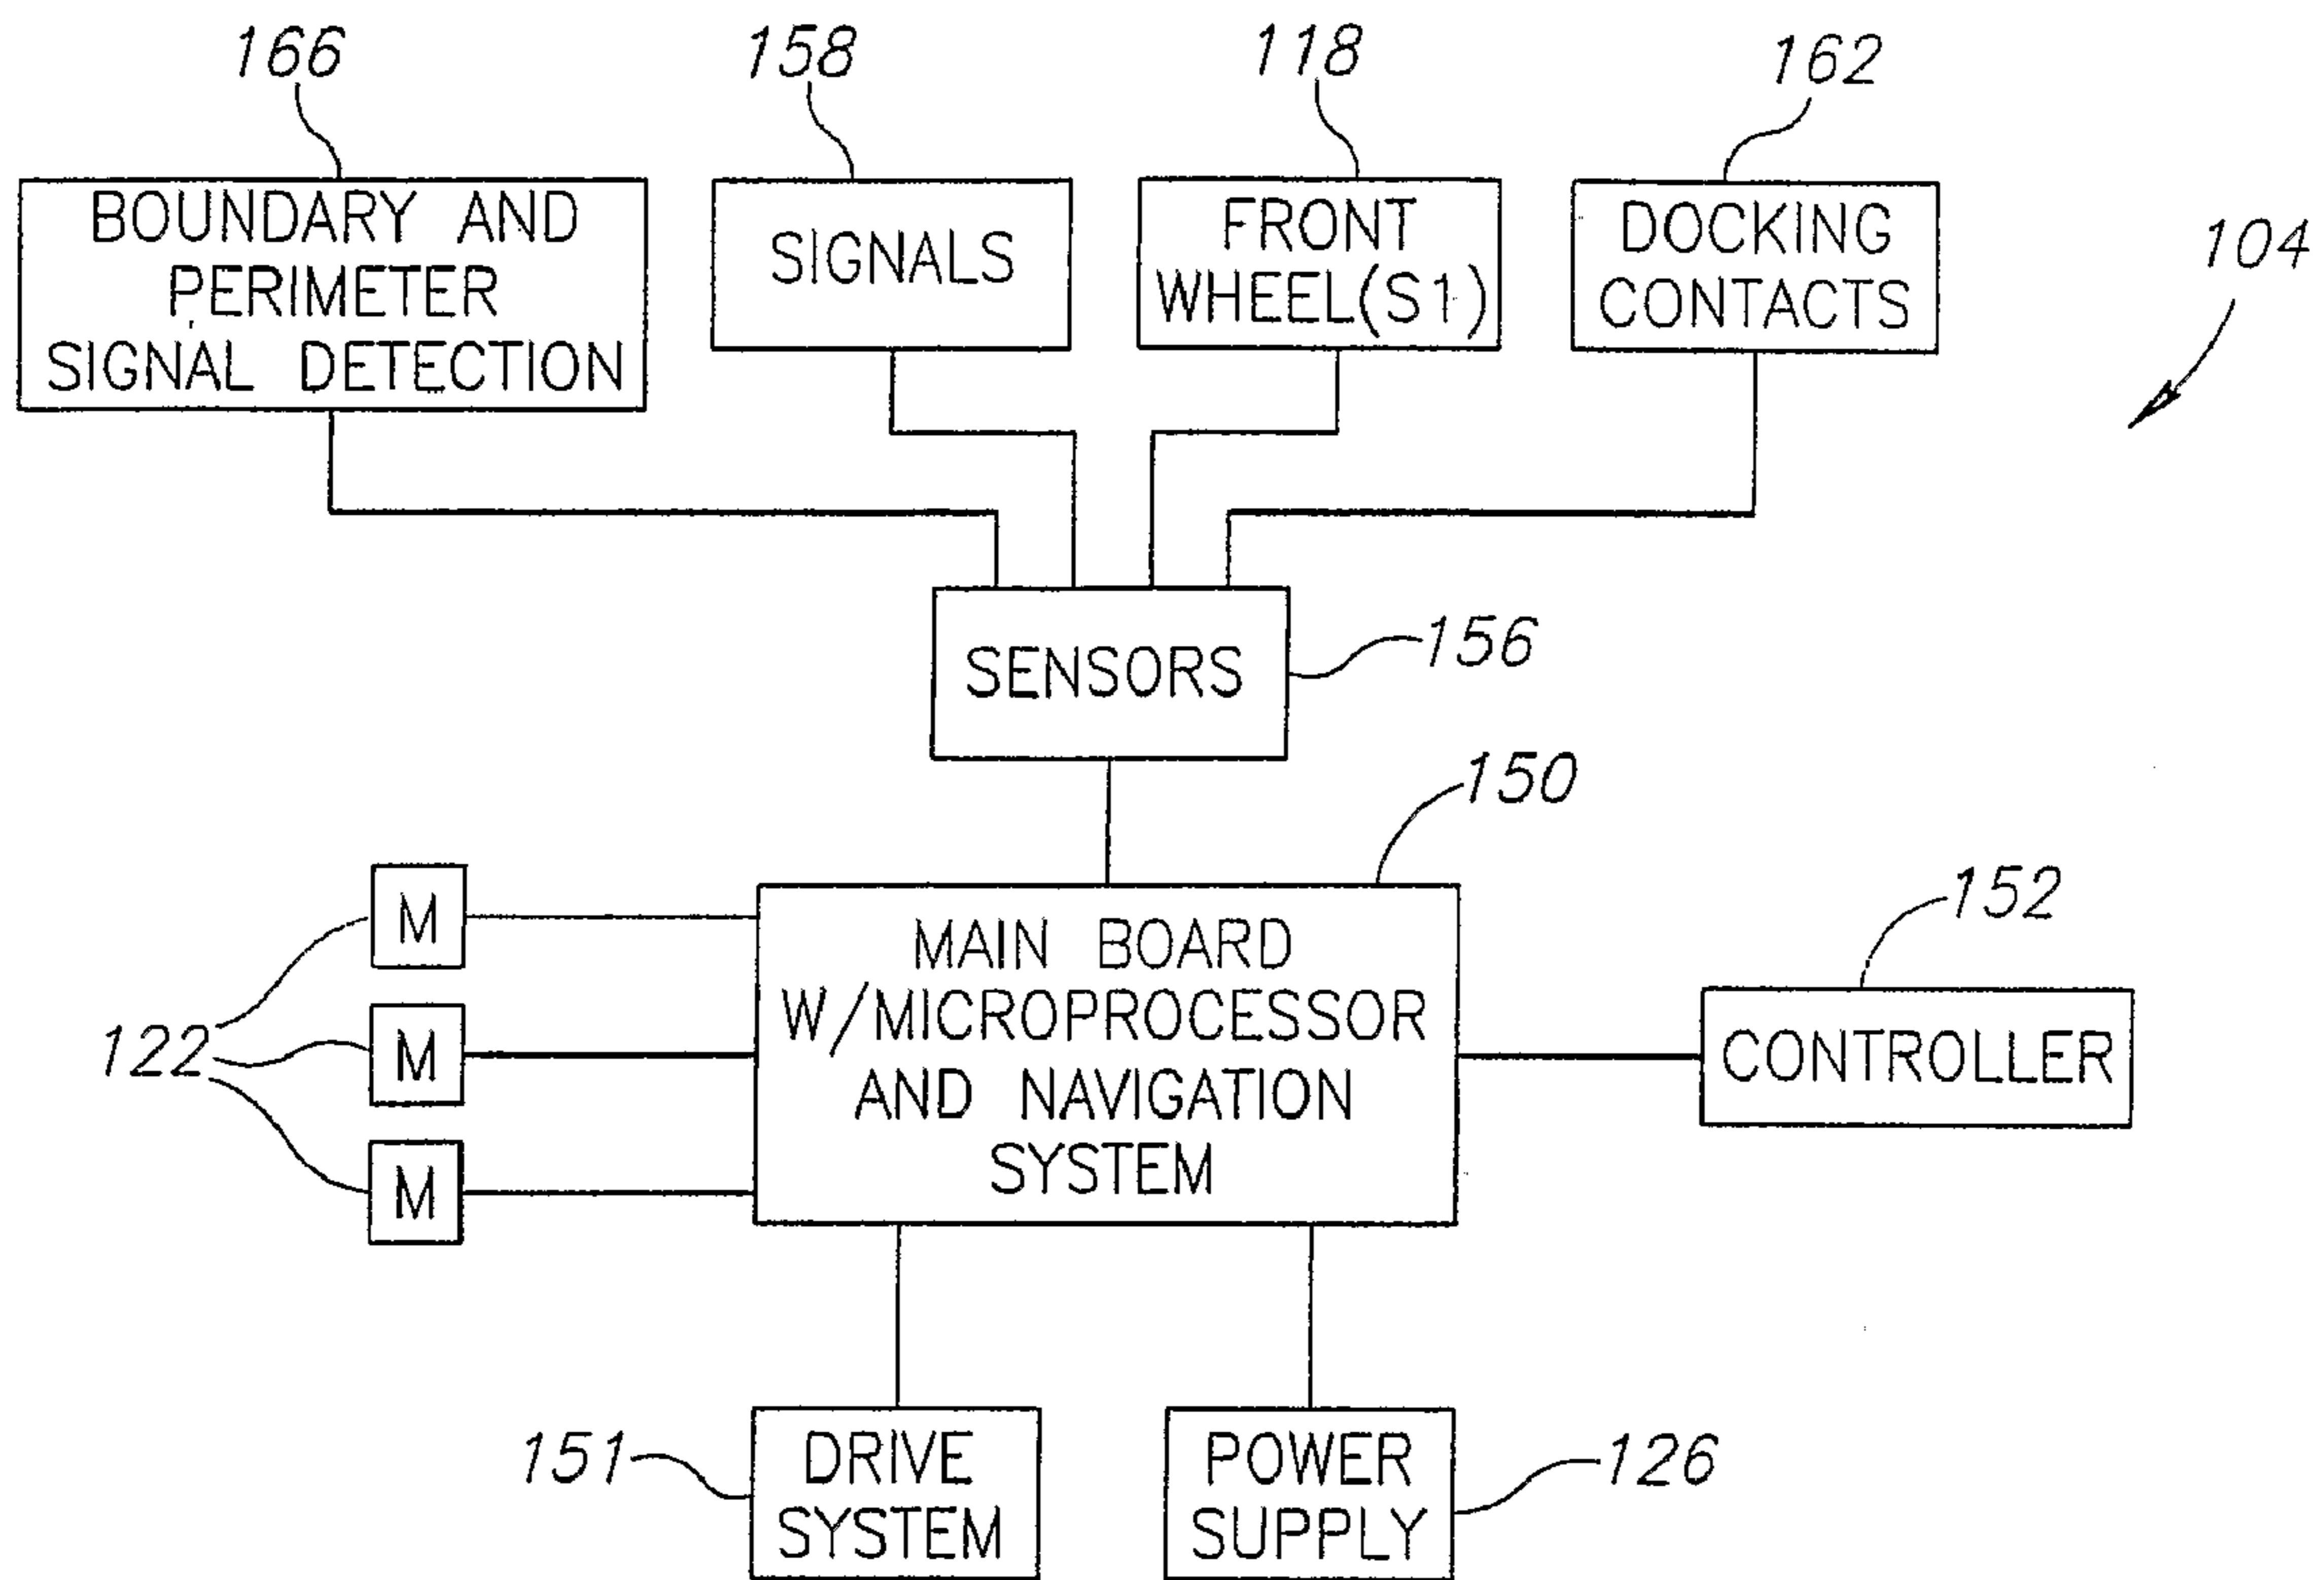 166
158
118
162
BOUNDARY AND
PERIMETER
SIGNAL DETECTION
SIGNALS
FRONT
WHEEL(S1)
DOCKING
CONTACTS
104
SENSORS
156
150
M
M
M
122
MAIN BOARD
W/MICROPROCESSOR
AND NAVIGATION
SYSTEM
152
CONTROLLER
151
DRIVE
SYSTEM
POWER
SUPPLY
126